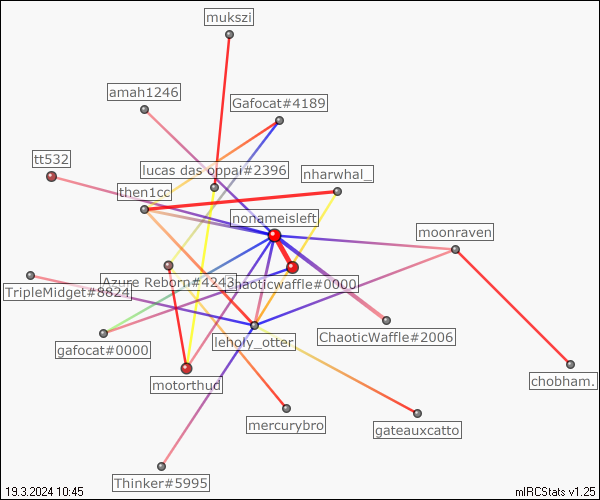 mukszi
amah1246
Gafocat#4189
tt532
lucas das oppai#2396
nharwhal_
then1cc
nonameisleft
moonraven
Azure Reborn#4243
chaoticwaffle#0000
TripleMidget#8824
ChaoticWaffle#2006
leholy_otter
gafocat#0000
motorthud
chobham.
mercurybro
gateauxcatto
Thinker#5995
19.3.2024 10:45
mIRCStats v1.25